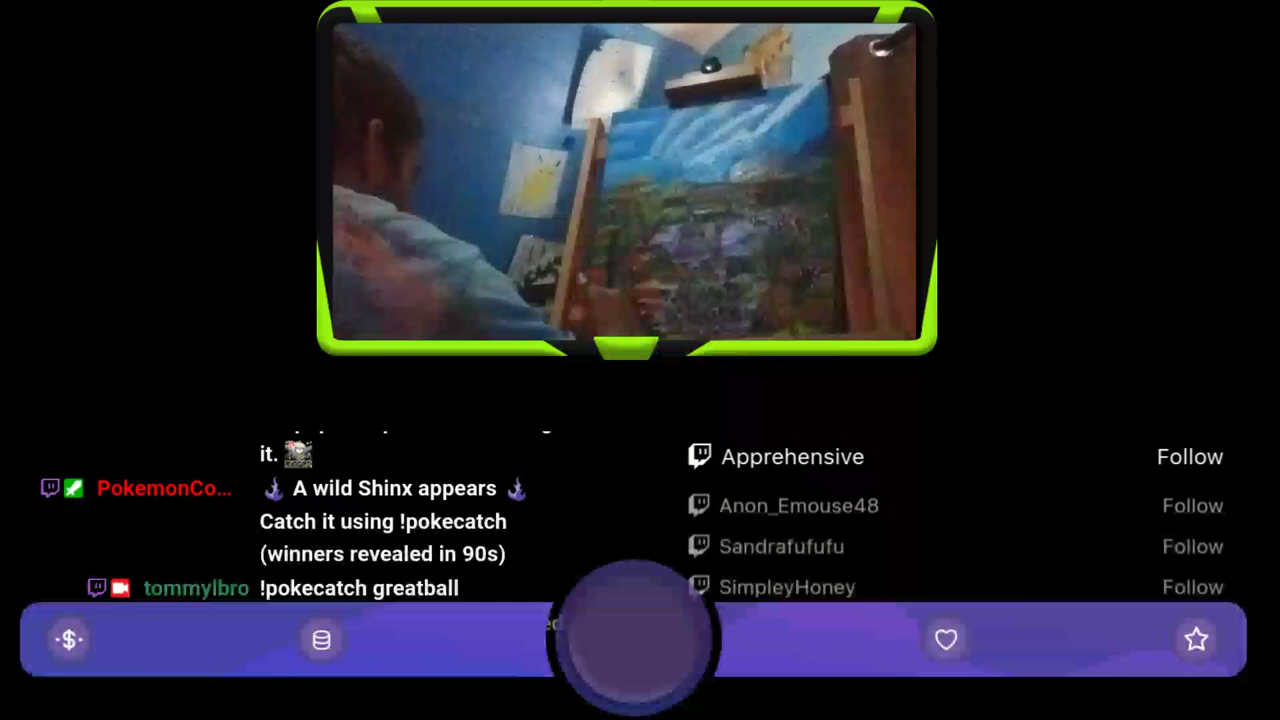 it.
PokemonCo... A wild Shinx appears
Catch it using !pokecatch
(winners revealed in 90s)
tommylbro !pokecatch greatball
Apprehensive Follow
Anon_Emouse48 Follow
Sandrafufufu Follow
SimpleyHoney Follow
ed